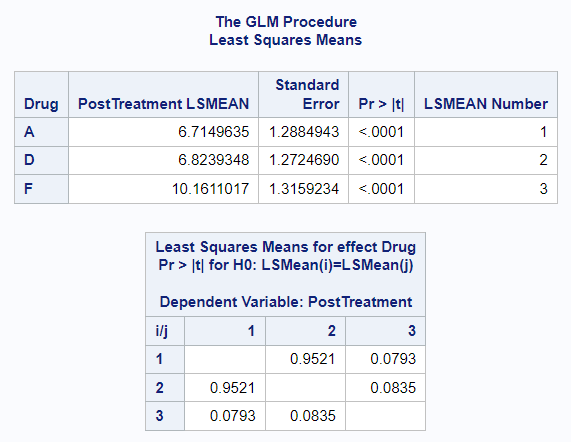 The GLM Procedure
Least Squares Means
Drug PostTreatment LSMEAN Standard Error Pr > |t| LSMEAN Number
A 6.7149635 1.2884943 <.0001 1
D 6.8239348 1.2724690 <.0001 2
F 10.1611017 1.3159234 <.0001 3
Least Squares Means for effect Drug
Pr > |t| for H0: LSMean(i)=LSMean(j)
Dependent Variable: PostTreatment
i/j 1 2 3
1 0.9521 0.0793
2 0.9521 0.0835
3 0.0793 0.0835